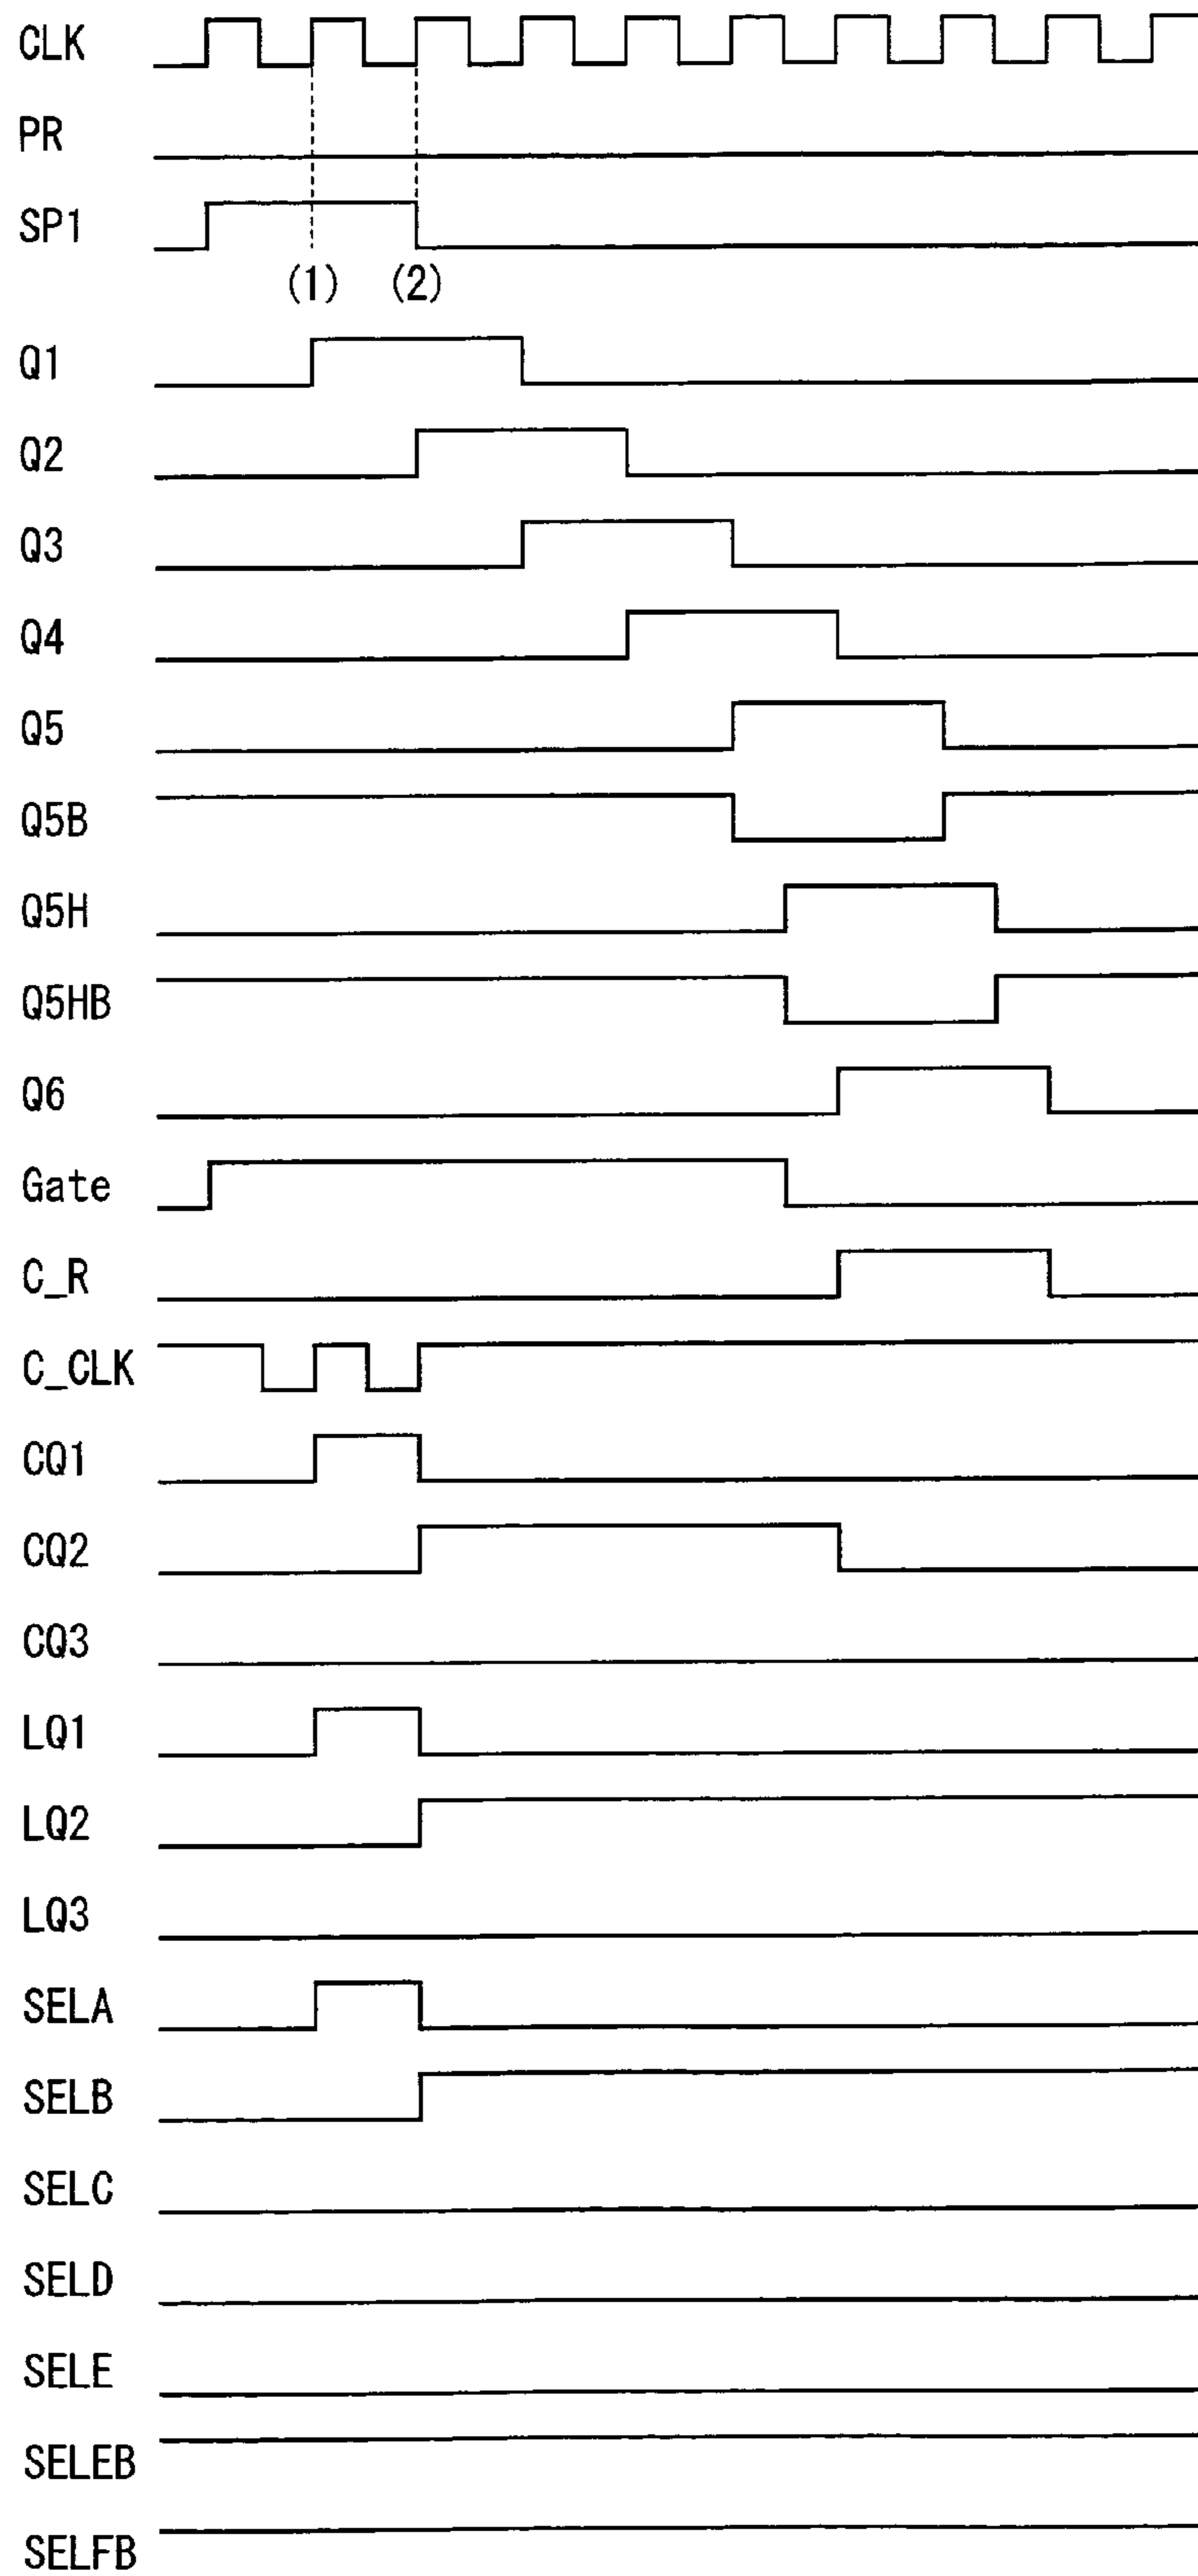 CLK
PR
SP1
(1) (2)
Q1
Q2
Q3
Q4
Q5
Q5B
Q5H
Q5HB
Q6
Gate
C_R
C_CLK
CQ1
CQ2
CQ3
LQ1
LQ2
LQ3
SELA
SELB
SELC
SELD
SELE
SELEB
SELFB